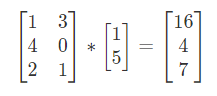 [1 3] [16]
[4 0] * [1] = [4]
[2 1] [5] [7]